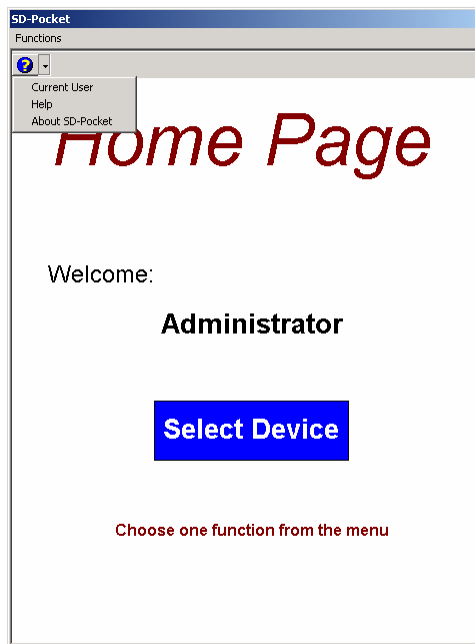 SD-Pocket
Functions
?
Current User
Help
About SD-Pocket
Home Page
Welcome:
Administrator
Select Device
Choose one function from the menu